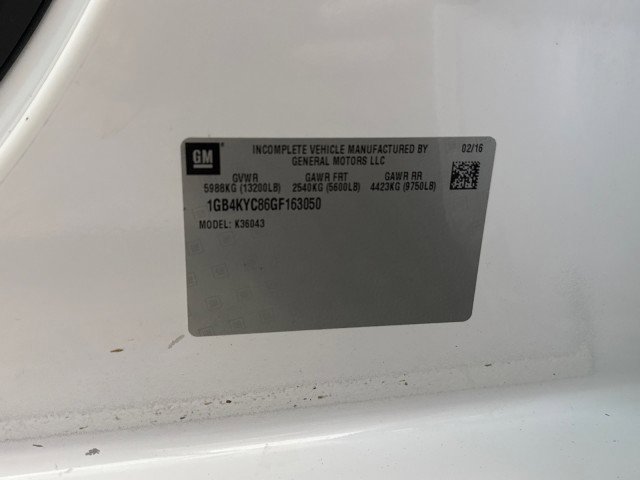 GM
INCOMPLETE VEHICLE MANUFACTURED BY
GENERAL MOTORS LLC
02/16
GVWR GAWR FRT GAWR RR
5988KG (13200LB) 2540KG (5600LB) 4423KG (9750LB)
1GB4KYC86GF163050
MODEL: K36043